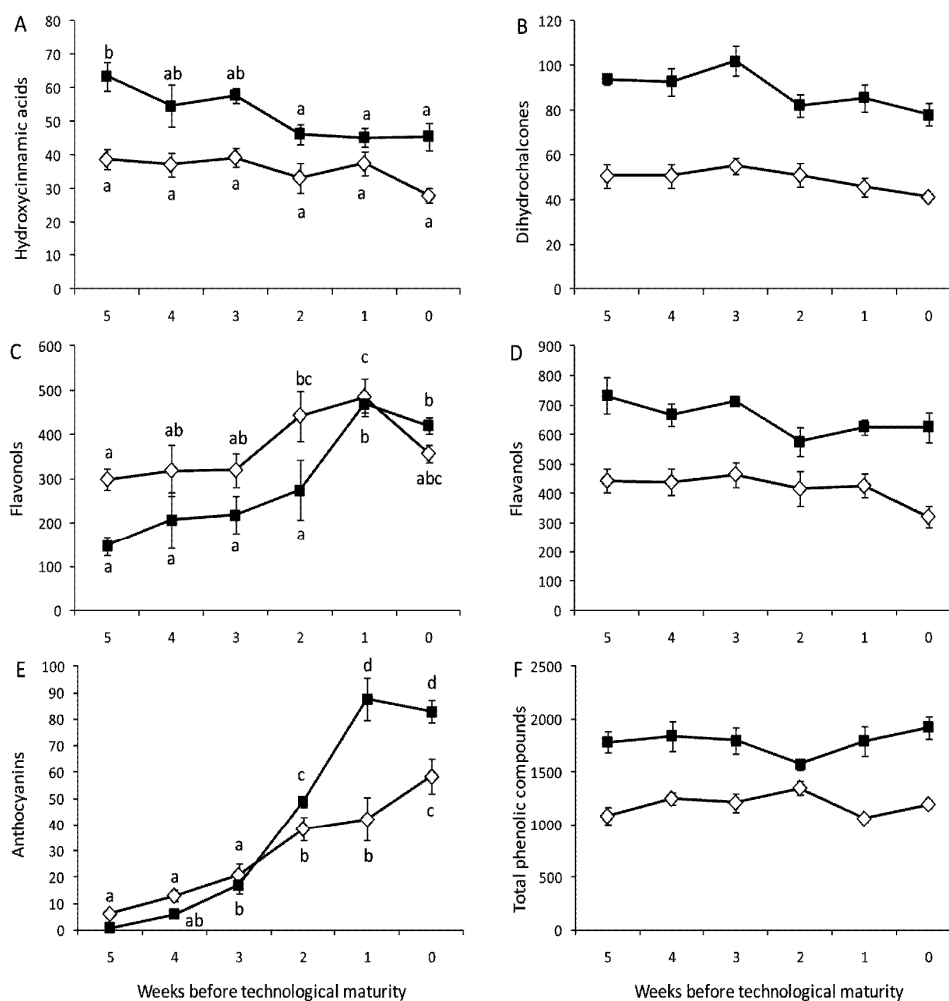 A
Hydroxycinnamic acids
80
70
60
50
40
30
20
10
0
b
ab
ab
a
a
a
a
a
a
a
a
a
5 4 3 2 1 0
B
Dihydrochalcones
120
100
80
60
40
20
0
5 4 3 2 1 0
C
Flavonols
600
500
400
300
200
100
0
a
ab
ab
bc
c
b
a
a
a
a
b
abc
5 4 3 2 1 0
D
Flavanols
900
800
700
600
500
400
300
200
100
0
5 4 3 2 1 0
E
Anthocyanins
100
90
80
70
60
50
40
30
20
10
0
a
a
a
c
d
d
ab
b
b
b
c
5 4 3 2 1 0
Weeks before technological maturity
F
Total phenolic compounds
2500
2000
1500
1000
500
0
5 4 3 2 1 0
Weeks before technological maturity